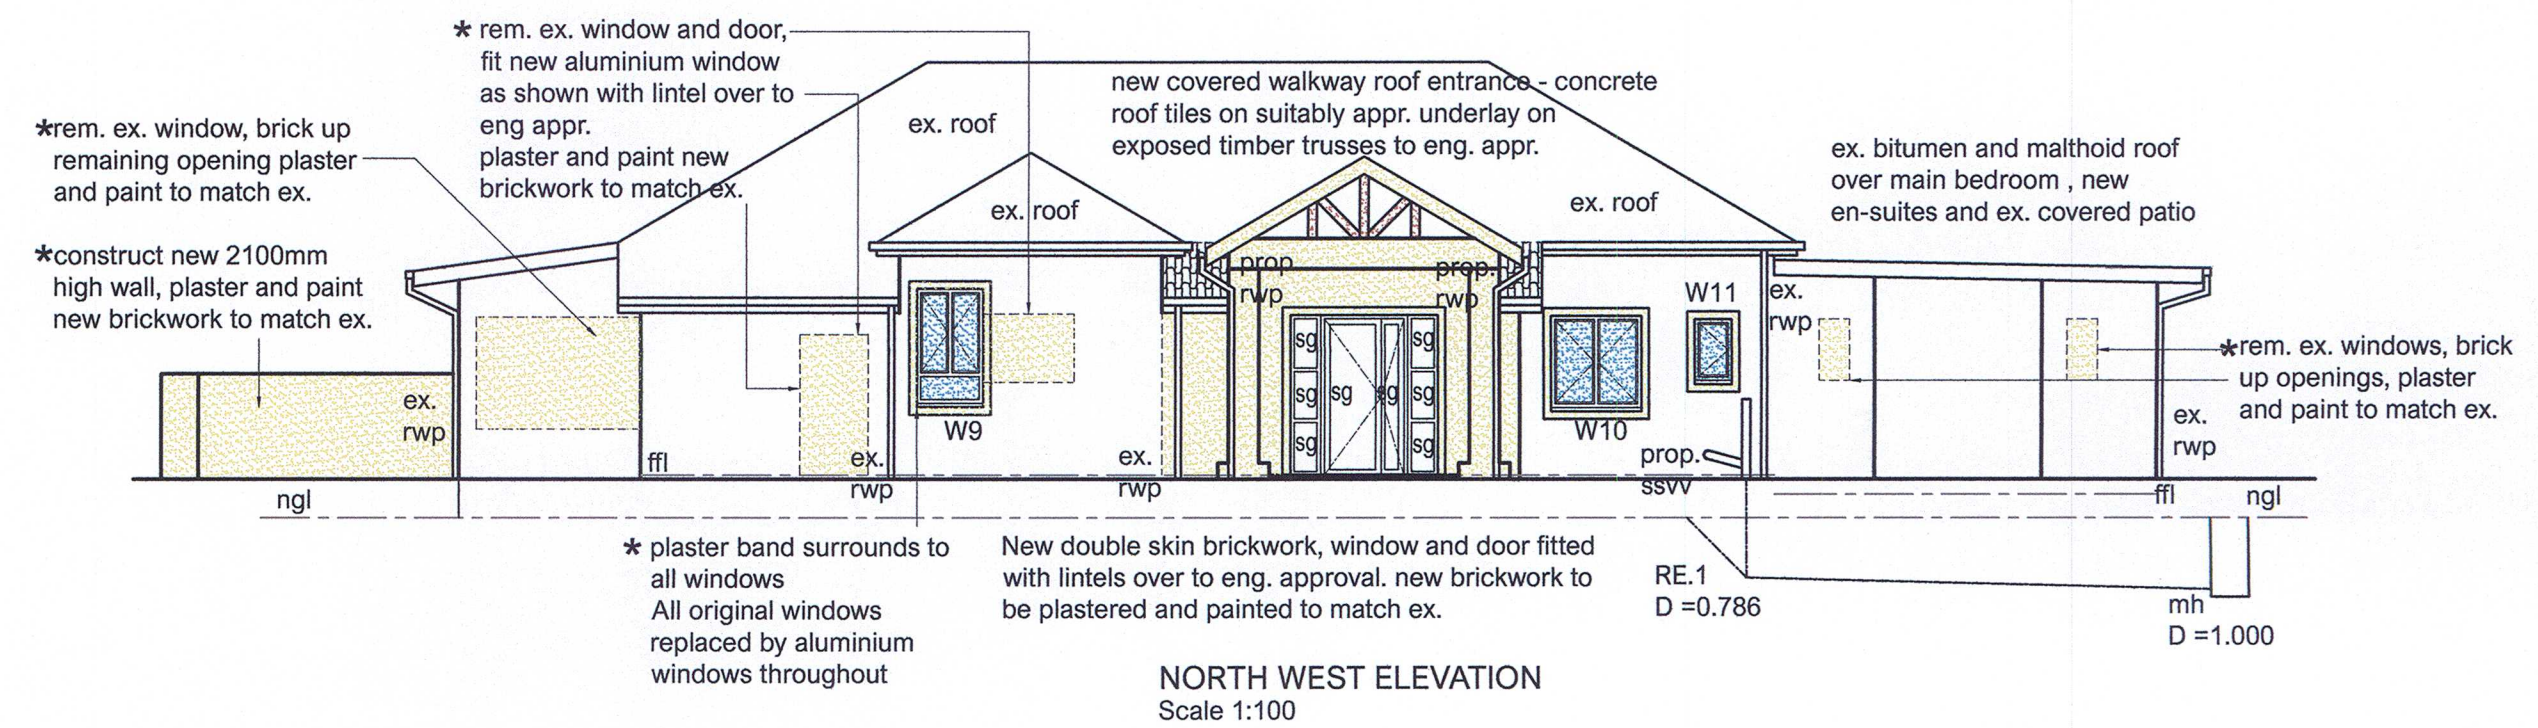 * rem. ex. window and door,
fit new aluminium window
as shown with lintel over to
eng appr.
plaster and paint new
brickwork to match ex.
*rem. ex. window, brick up
remaining opening plaster
and paint to match ex.
*construct new 2100mm
high wall, plaster and paint
new brickwork to match ex.
new covered walkway roof entrance - concrete
roof tiles on suitably appr. underlay on
exposed timber trusses to eng. appr.
ex. bitumen and malthoid roof
over main bedroom , new
en-suites and ex. covered patio
*rem. ex. windows, brick
up openings, plaster
and paint to match ex.
ex. roof
ex. roof
ex. roof
prop
rwp
prop.
rwp
W11
ex.
rwp
sg
sg
sg
sg
sg
sg
sg
sg
ex.
rwp
W9
W10
ex.
rwp
ffl
ex.
rwp
ex.
rwp
prop.
ssvv
ngl
ffl
ngl
* plaster band surrounds to
all windows
All original windows
replaced by aluminium
windows throughout
New double skin brickwork, window and door fitted
with lintels over to eng. approval. new brickwork to
be plastered and painted to match ex.
RE.1
D =0.786
mh
D =1.000
NORTH WEST ELEVATION
Scale 1:100